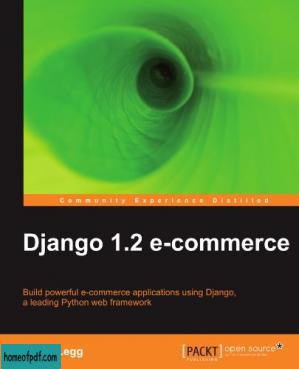 Community Experience Distilled
Django 1.2 e-commerce
Build powerful e-commerce applications using Django,
a leading Python web framework
egg
homeofpdf.com
[PACKT] open source*
PUBLISHING